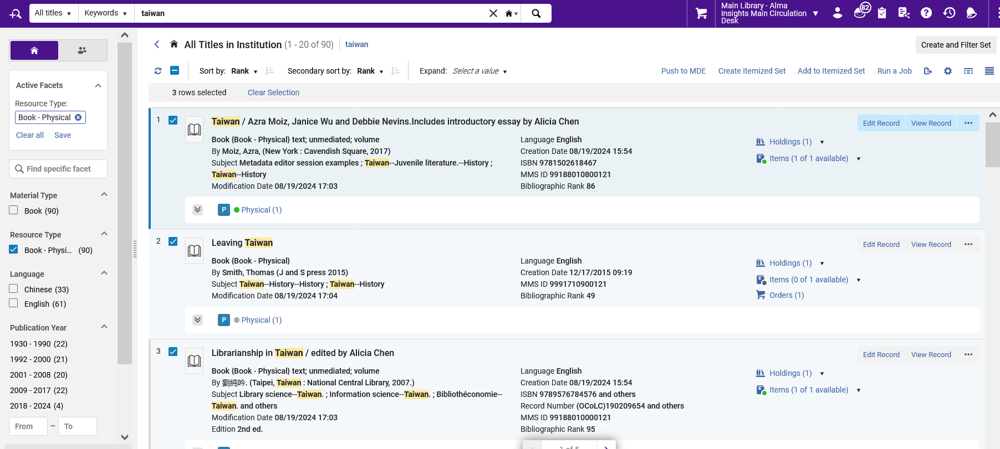 All titles ▾ Keywords ▾ taiwan
Main Library - Alma
Insights Main Circulation
Desk
82
All Titles in Institution (1 - 20 of 90) taiwan
Create and Filter Set
Sort by: Rank Secondary sort by: Rank Expand: Select a value
Push to MDE Create Itemized Set Add to Itemized Set Run a Job
3 rows selected Clear Selection
Active Facets
Resource Type:
Book - Physical
Clear all Save
Find specific facet
Material Type
Book (90)
Resource Type
Book - Physi... (90)
Language
Chinese (33)
English (61)
Publication Year
1930 - 1990 (22)
1992 - 2000 (21)
2001 - 2008 (20)
2009 - 2017 (22)
2018 - 2024 (4)
From – To
1
Taiwan / Azra Moiz, Janice Wu and Debbie Nevins.Includes introductory essay by Alicia Chen
Edit Record View Record •••
Book {Book - Physical} text; unmediated; volume
By Moiz, Azra, (New York : Cavendish Square, 2017)
Subject Metadata editor session examples ; Taiwan--Juvenile literature.--History ;
Taiwan--History
Modification Date 08/19/2024 17:03
Language English
Creation Date 08/19/2024 15:54
ISBN 9781502618467
MMS ID 99188010800121
Bibliographic Rank 86
Holdings (1)
Items (1 of 1 available)
P Physical (1)
2
Leaving Taiwan
Edit Record View Record •••
Book {Book - Physical}
By Smith, Thomas (J and S press 2015)
Subject Taiwan--History--History ; Taiwan--History
Modification Date 08/19/2024 17:04
Language English
Creation Date 12/17/2015 09:19
MMS ID 9991710900121
Bibliographic Rank 49
Holdings (1)
Items (0 of 1 available)
Orders (1)
P Physical (1)
3
Librarianship in Taiwan / edited by Alicia Chen
Edit Record View Record •••
Book {Book - Physical} text; unmediated; volume
By 劉純吟. (Taipei, Taiwan : National Central Library, 2007.)
Subject Library science--Taiwan. ; Information science--Taiwan. ; Bibliothéconomie--
Taiwan. and others
Modification Date 08/19/2024 17:03
Edition 2nd ed.
Language English
Creation Date 08/19/2024 15:54
ISBN 9789576784576 and others
Record Number (OCoLC)190209654 and others
MMS ID 99188010000121
Bibliographic Rank 95
Holdings (1)
Items (1 of 1 available)
1 of 5